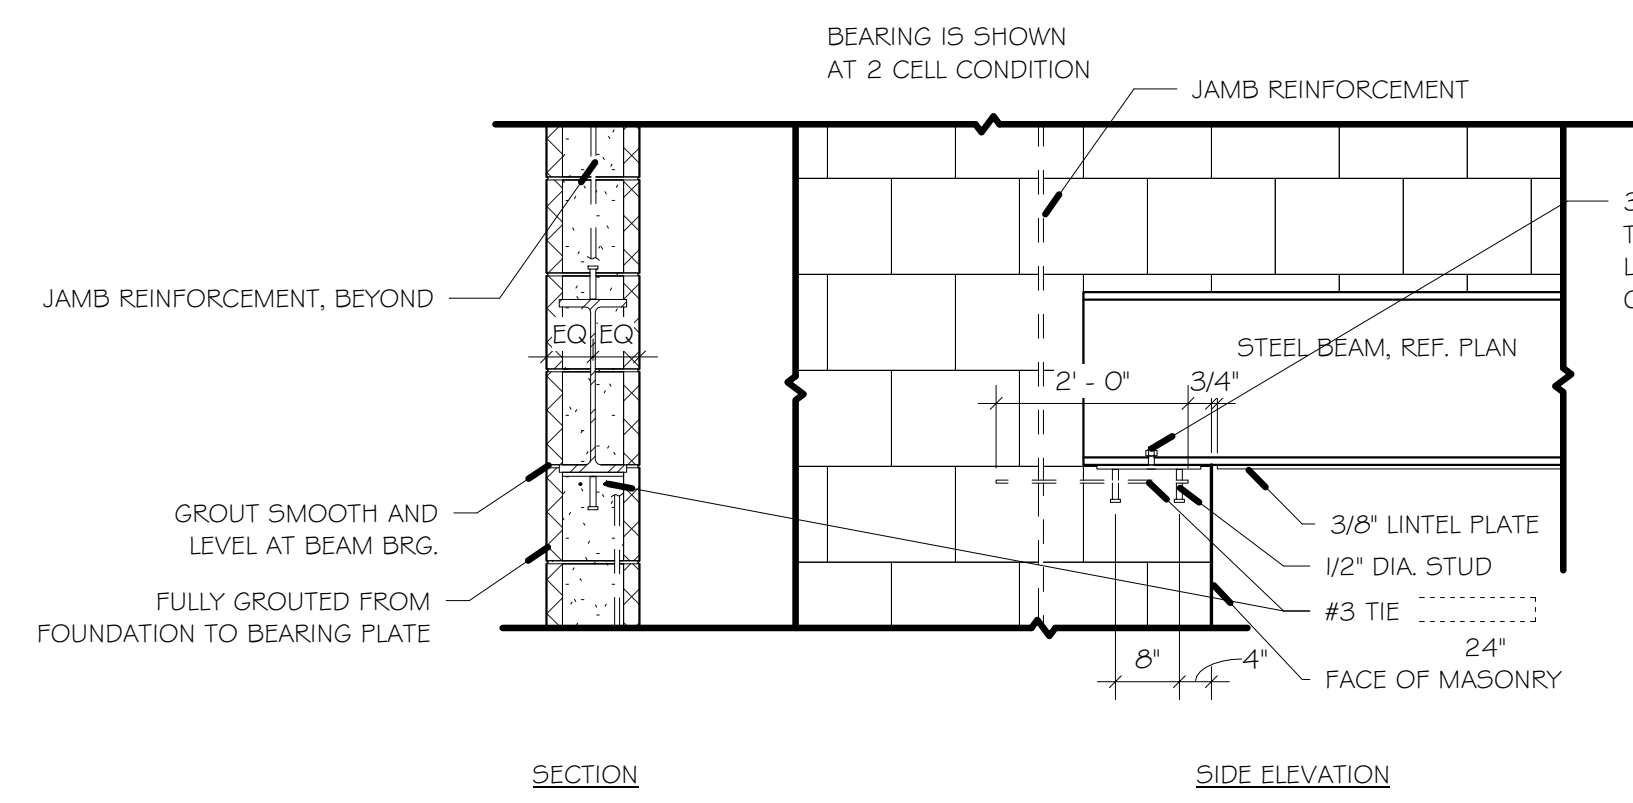 BEARING IS SHOWN
AT 2 CELL CONDITION
JAMB REINFORCEMENT
3
T
L
C
JAMB REINFORCEMENT, BEYOND
EQ EQ
STEEL BEAM, REF. PLAN
2' - 0"
3/4"
GROUT SMOOTH AND
LEVEL AT BEAM BRG.
FULLY GROUTED FROM
FOUNDATION TO BEARING PLATE
3/8" LINTEL PLATE
1/2" DIA. STUD
#3 TIE
24"
8"
4"
FACE OF MASONRY
SECTION
SIDE ELEVATION